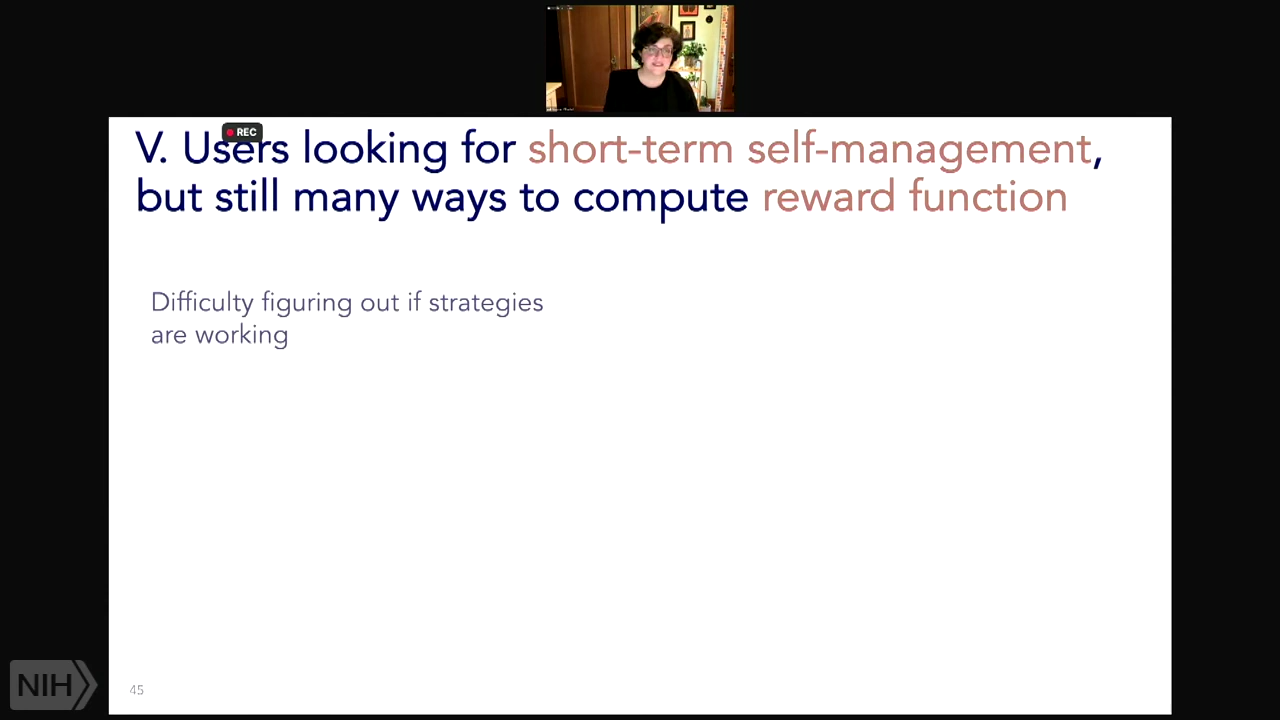 REC
V. Users looking for short-term self-management,
but still many ways to compute reward function
Difficulty figuring out if strategies
are working
NIH
45